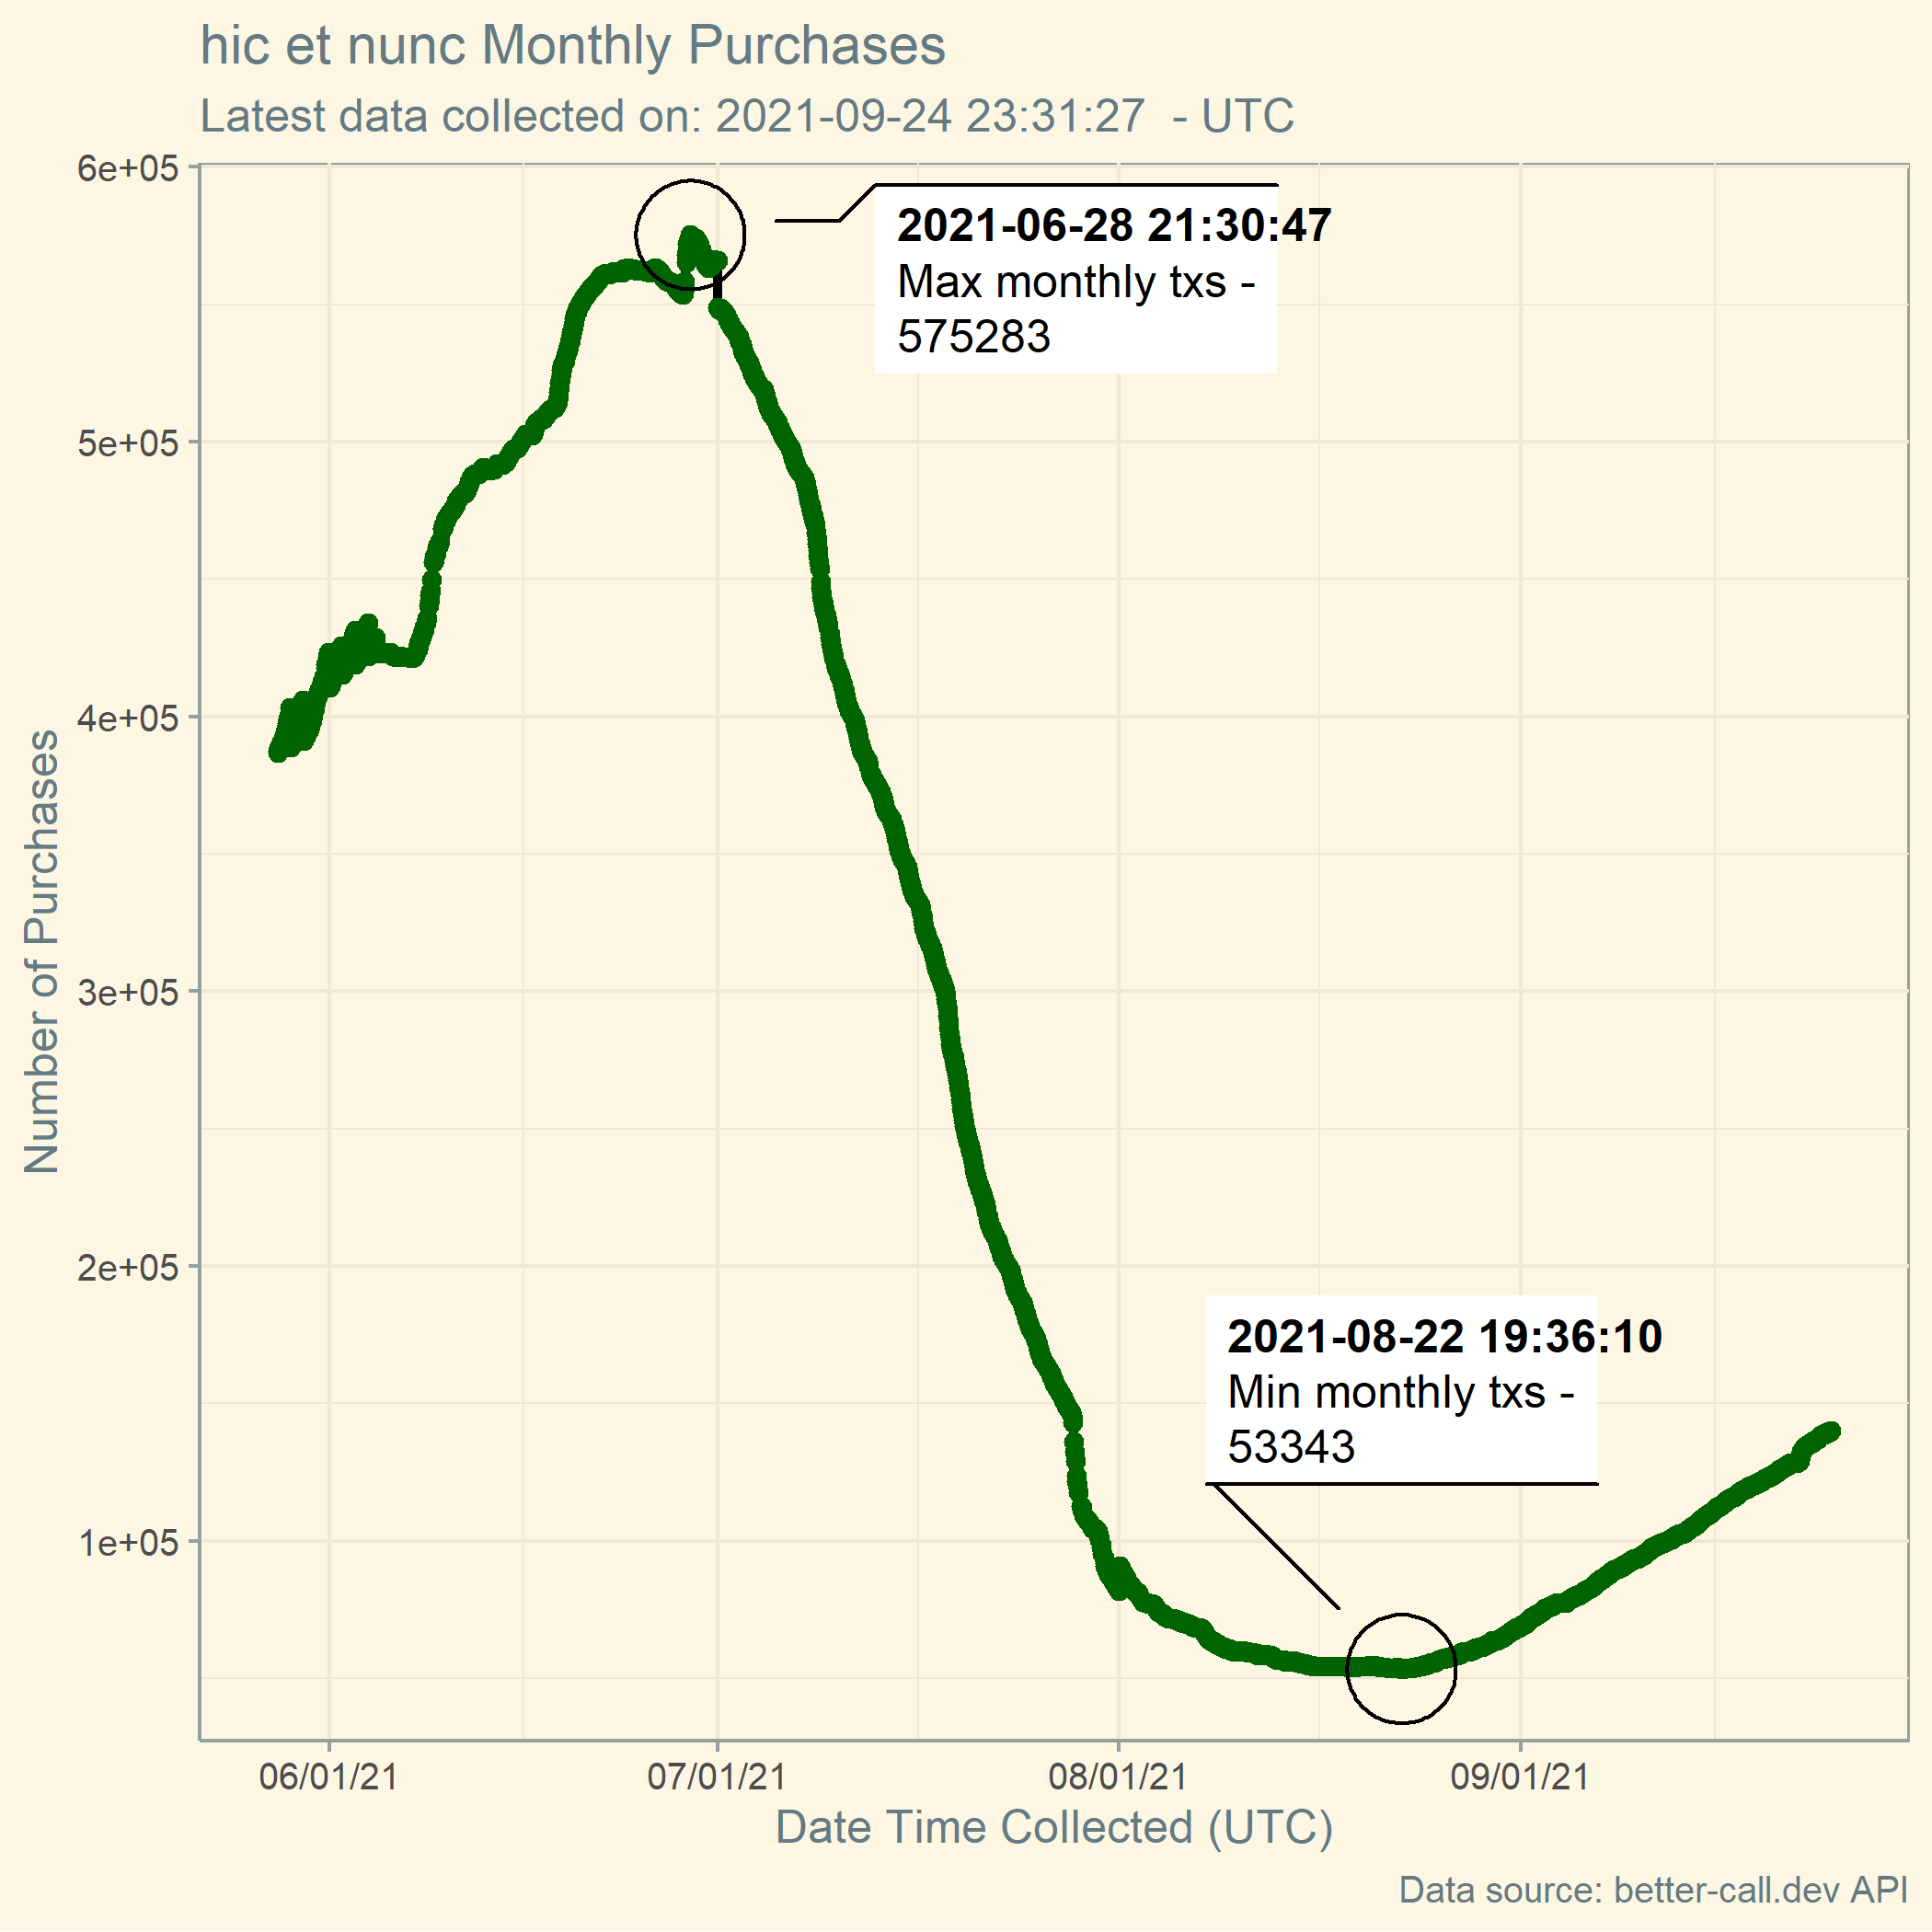 hic et nunc Monthly Purchases
Latest data collected on: 2021-09-24 23:31:27  - UTC
6e+05
5e+05
4e+05
3e+05
2e+05
1e+05
Number of Purchases
2021-06-28 21:30:47
Max monthly txs -
575283
2021-08-22 19:36:10
Min monthly txs -
53343
06/01/21
07/01/21
08/01/21
09/01/21
Date Time Collected (UTC)
Data source: better-call.dev API